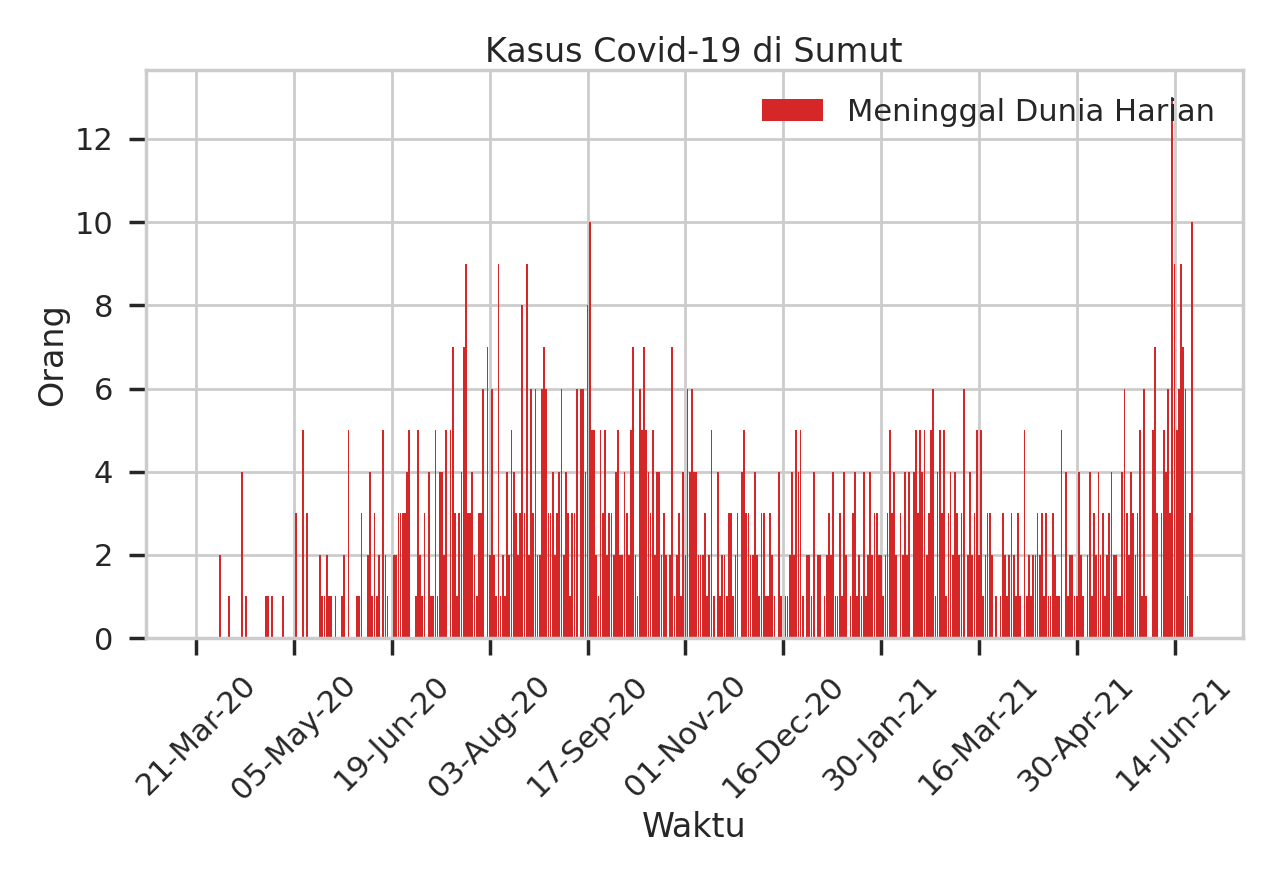 Kasus Covid-19 di Sumut
Meninggal Dunia Harian
12
10
8
6
4
2
0
Orang
21-Mar-20
05-May-20
19-Jun-20
03-Aug-20
17-Sep-20
01-Nov-20
16-Dec-20
30-Jan-21
16-Mar-21
30-Apr-21
14-Jun-21
Waktu